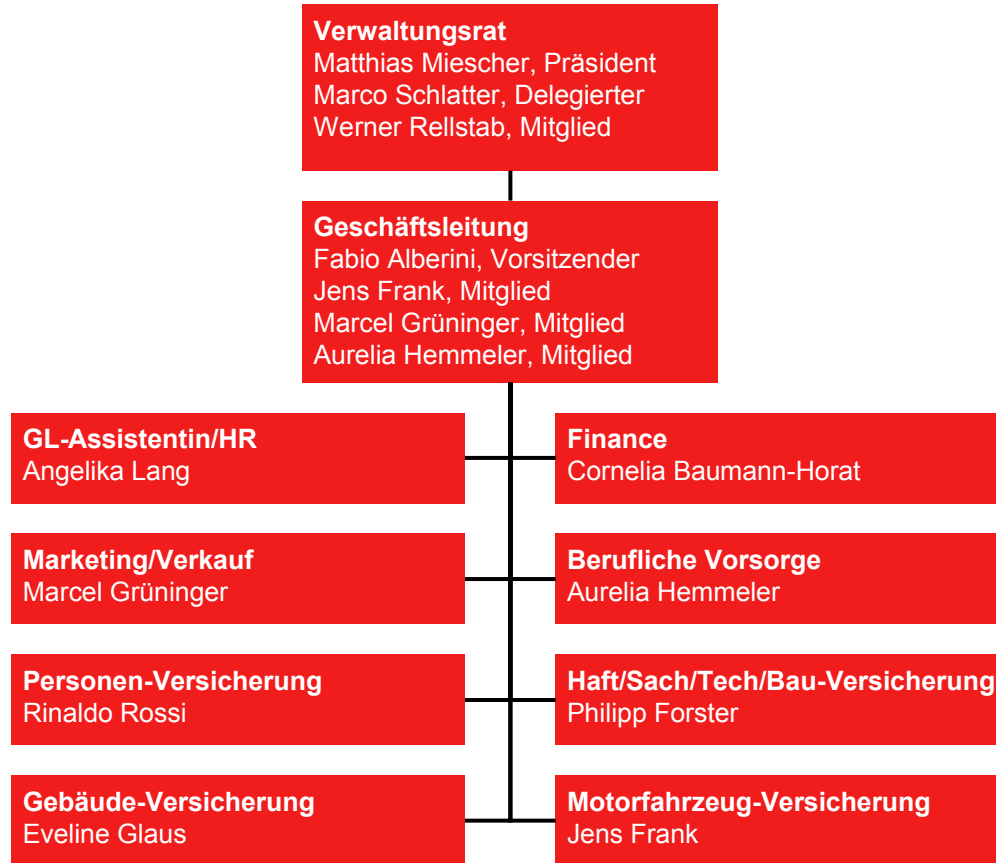 Verwaltungsrat
Matthias Miescher, Präsident
Marco Schlatter, Delegierter
Werner Rellstab, Mitglied
Geschäftsleitung
Fabio Alberini, Vorsitzender
Jens Frank, Mitglied
Marcel Grüninger, Mitglied
Aurelia Hemmeler, Mitglied
GL-Assistentin/HR
Angelika Lang
Finance
Cornelia Baumann-Horat
Marketing/Verkauf
Marcel Grüninger
Berufliche Vorsorge
Aurelia Hemmeler
Personen-Versicherung
Rinaldo Rossi
Haft/Sach/Tech/Bau-Versicherung
Philipp Forster
Gebäude-Versicherung
Eveline Glaus
Motorfahrzeug-Versicherung
Jens Frank